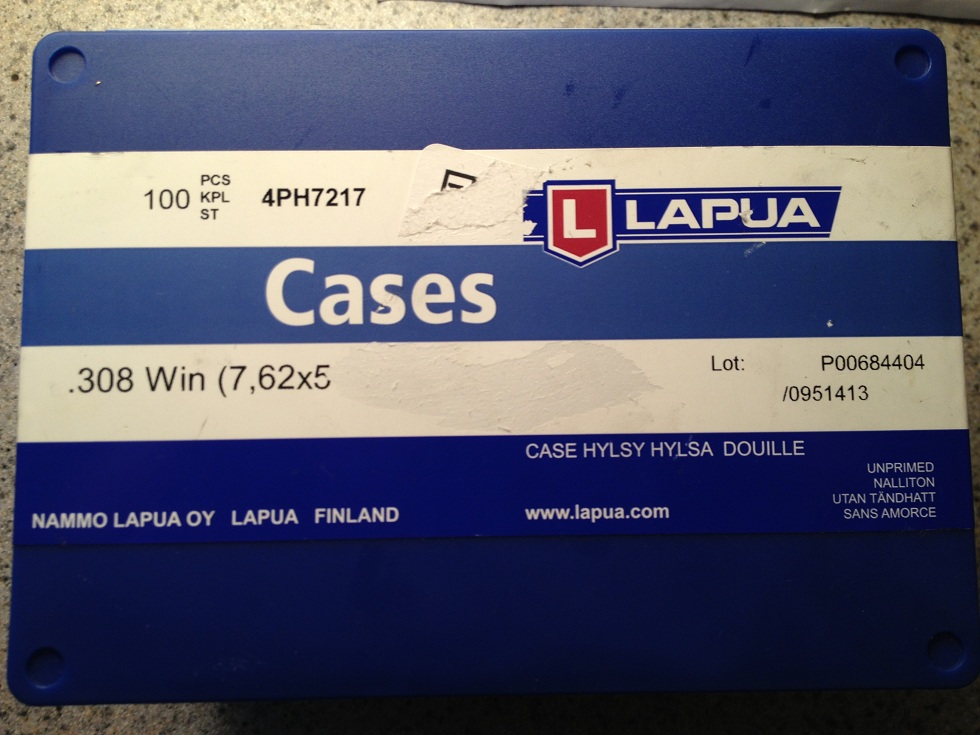 100 PCS
KPL
ST
4PH7217
L LAPUA
Cases
.308 Win (7,62x5
Lot: P00684404
/0951413
CASE HYLSY HYLSA DOUILLE
UNPRIMED
NALLITON
UTAN TÄNDHATT
SANS AMORCE
NAMMO LAPUA OY LAPUA FINLAND
www.lapua.com